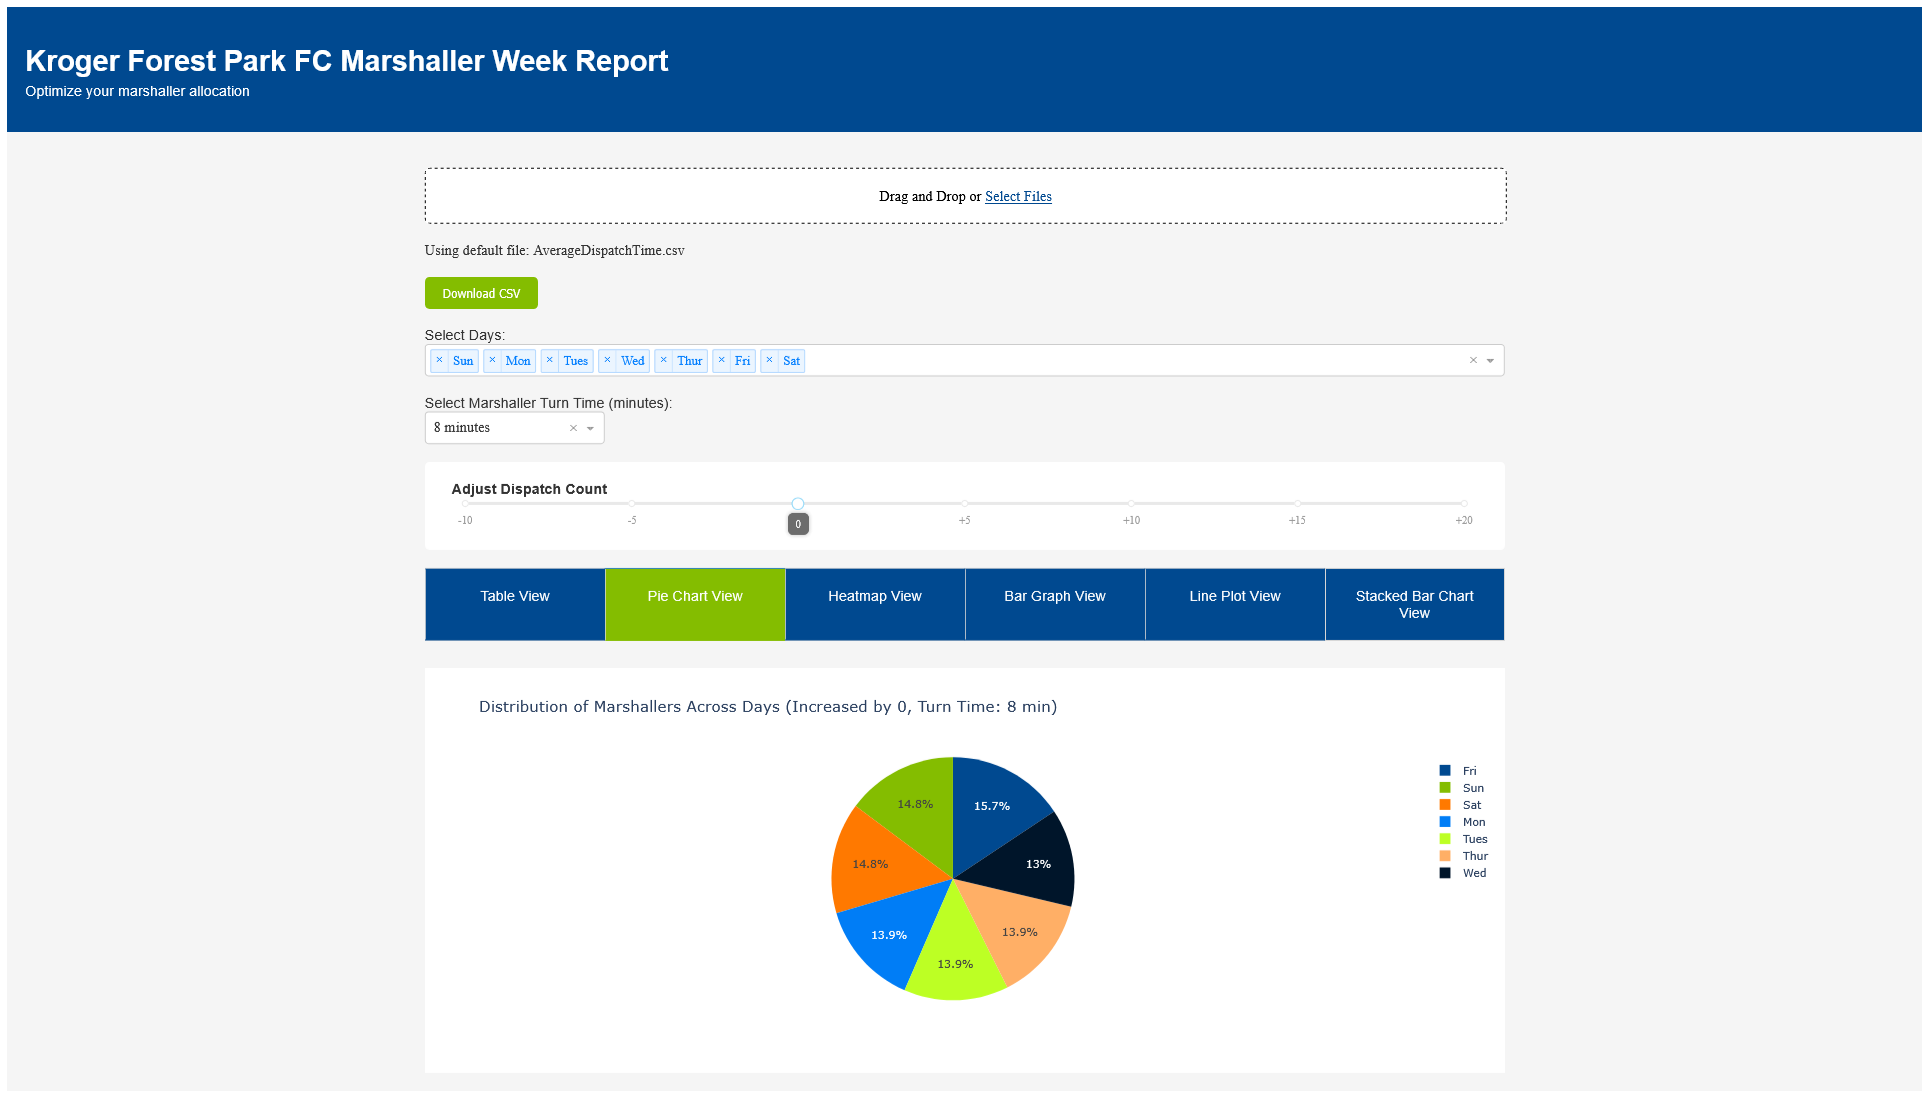 Kroger Forest Park FC Marshaller Week Report
Optimize your marshaller allocation
Drag and Drop or Select Files
Using default file: AverageDispatchTime.csv
Download CSV
Select Days:
× Sun × Mon × Tues × Wed × Thur × Fri × Sat ×
Select Marshaller Turn Time (minutes):
8 minutes ×
Adjust Dispatch Count
-10 -5 0 +5 +10 +15 +20
Table View Pie Chart View Heatmap View Bar Graph View Line Plot View Stacked Bar Chart
View
Distribution of Marshallers Across Days (Increased by 0, Turn Time: 8 min)
14.8% 15.7%
14.8% 13%
13.9% 13.9%
13.9%
Fri
Sun
Sat
Mon
Tues
Thur
Wed